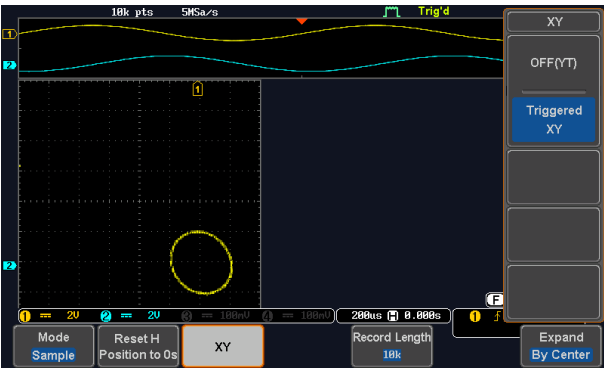 10k pts 5MSa/s Trig'd
XY
1
OFF(YT)
2
1
Triggered
XY
2
F
1 2V 2 2V 3 100mV 4 100mV 200us H 0.000s 1
Mode
Sample
Reset H
Position to 0s
XY
Record Length
10k
Expand
By Center